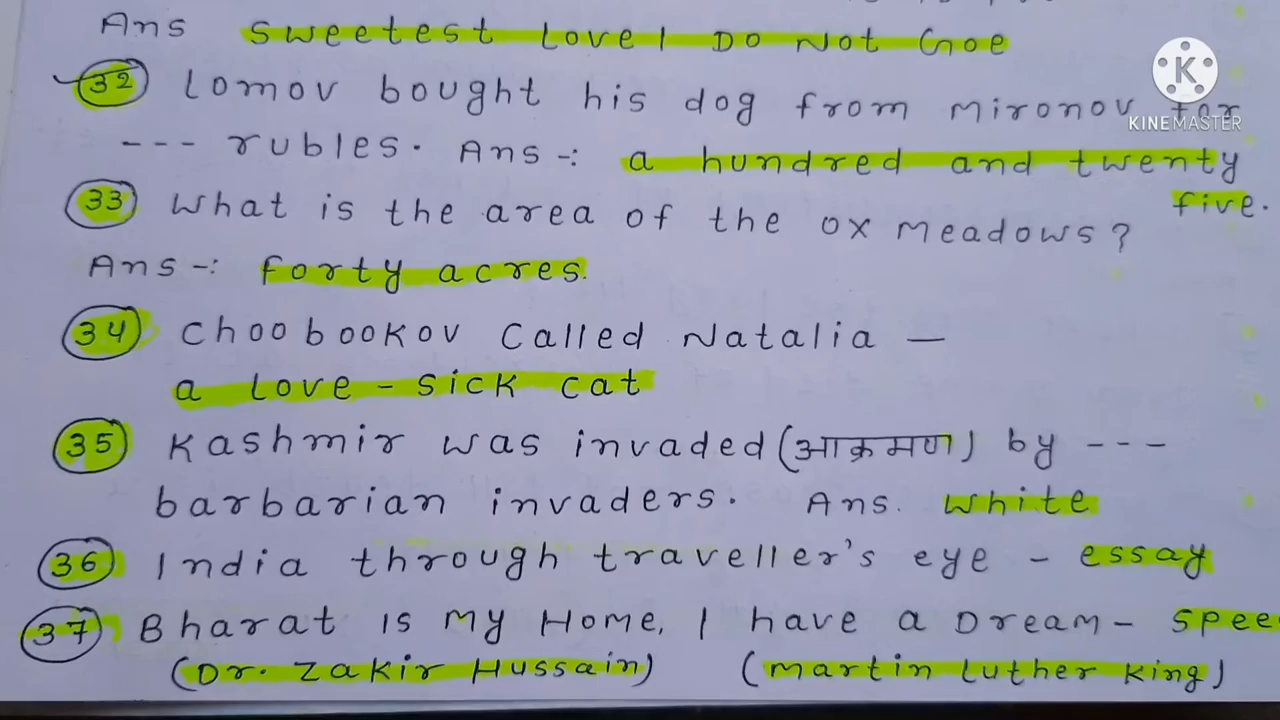 Ans Sweetest Love I Do Not Goe
32 Lomov bought his dog from Mironov for
--- rubles. Ans -: a hundred and twenty
five.
33 What is the area of the ox Meadows?
Ans -: forty acres.
34 Choobookov Called Natalia —
a Love - Sick cat
35 Kashmir was invaded (आक्रमण) by ---
barbarian invaders. Ans. White
36 India through traveller's eye - essay
37 Bharat is My Home, I have a Dream - Spee
(Dr. Zakir Hussain) (Martin Luther King)
K
KINEMASTER